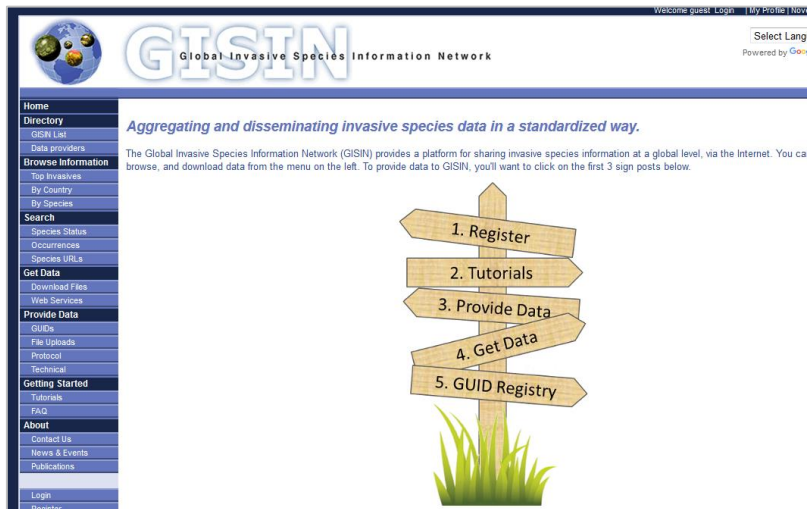 Welcome guest Login | My Profile | Nove
GISIN
Global Invasive Species Information Network
Select Langu
Powered by Goo
Home
Directory
GISIN List
Data providers
Browse Information
Top Invasives
By Country
By Species
Search
Species Status
Occurrences
Species URLs
Get Data
Download Files
Web Services
Provide Data
GUIDs
File Uploads
Protocol
Technical
Getting Started
Tutorials
FAQ
About
Contact Us
News & Events
Publications
Login
Register
Aggregating and disseminating invasive species data in a standardized way.
The Global Invasive Species Information Network (GISIN) provides a platform for sharing invasive species information at a global level, via the Internet. You ca
browse, and download data from the menu on the left. To provide data to GISIN, you'll want to click on the first 3 sign posts below.
1. Register
2. Tutorials
3. Provide Data
4. Get Data
5. GUID Registry